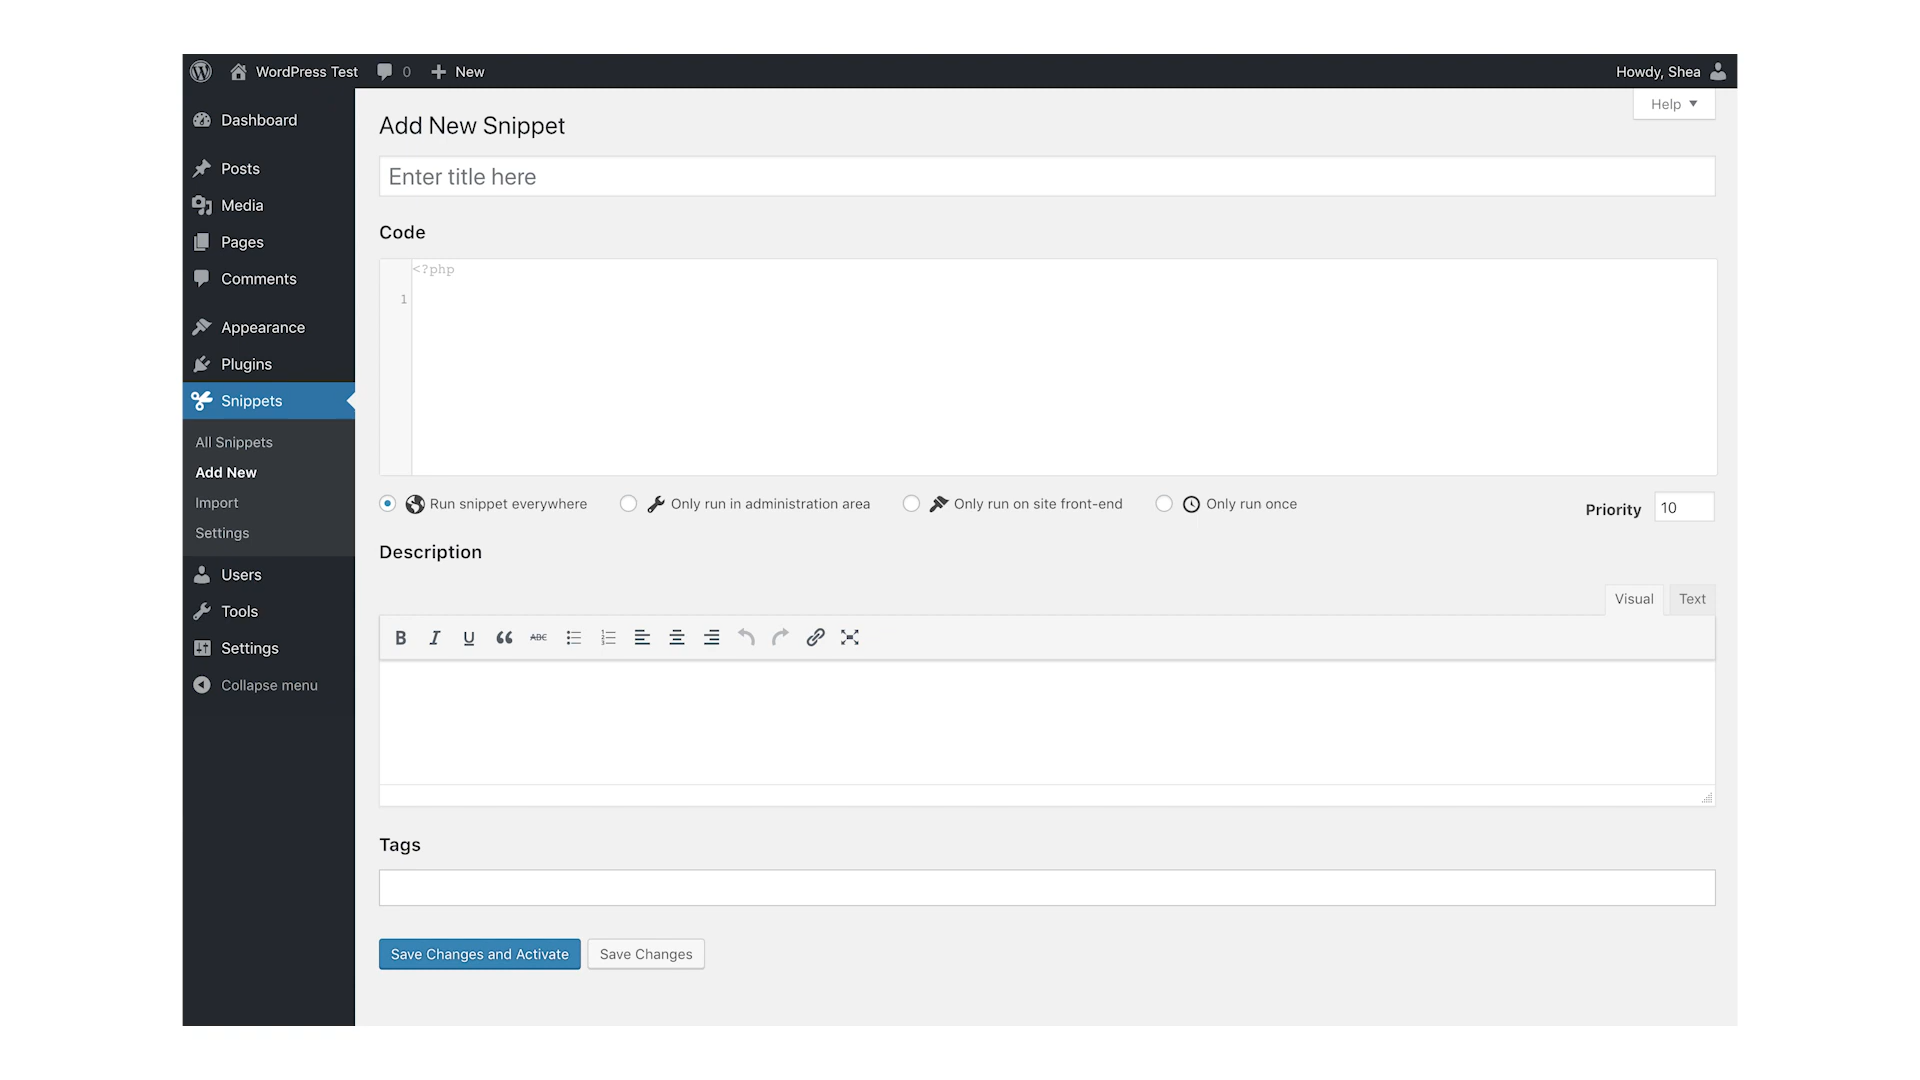 WordPress Test 0 New Howdy, Shea
Help
Dashboard
Posts
Media
Pages
Comments
Appearance
Plugins
Snippets
All Snippets
Add New
Import
Settings
Users
Tools
Settings
Collapse menu
Add New Snippet
Enter title here
Code
<?php
1
Run snippet everywhere Only run in administration area Only run on site front-end Only run once Priority 10
Description
Visual Text
B I U ABC
Tags
Save Changes and Activate Save Changes